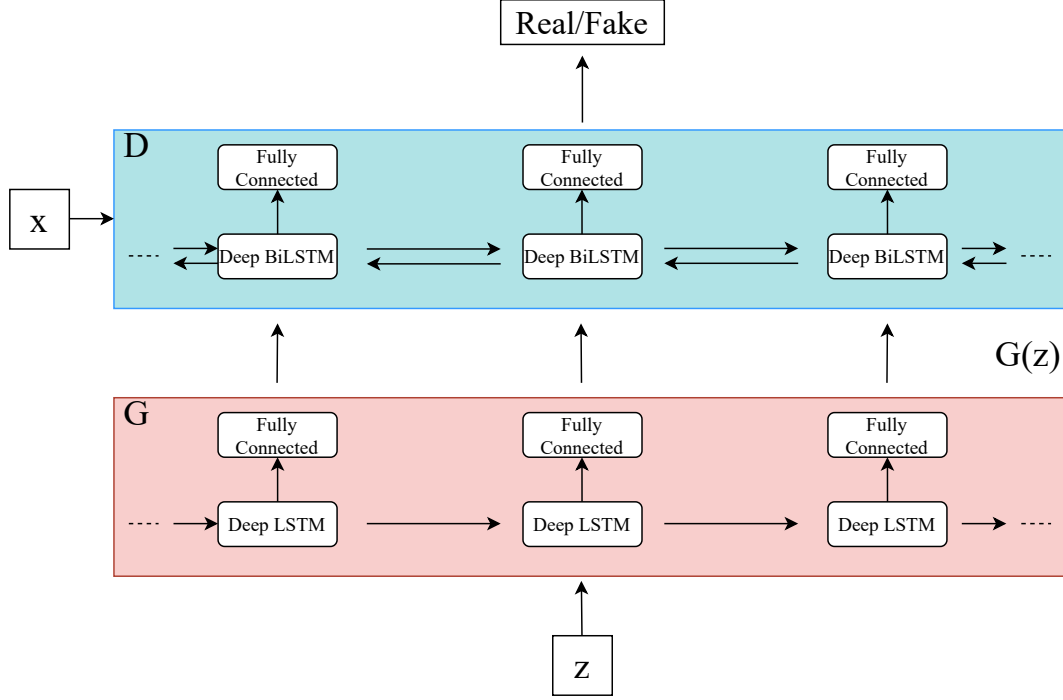 Real/Fake
D
Fully
Connected
Fully
Connected
Fully
Connected
x
Deep BiLSTM
Deep BiLSTM
Deep BiLSTM
G(z)
G
Fully
Connected
Fully
Connected
Fully
Connected
Deep LSTM
Deep LSTM
Deep LSTM
z